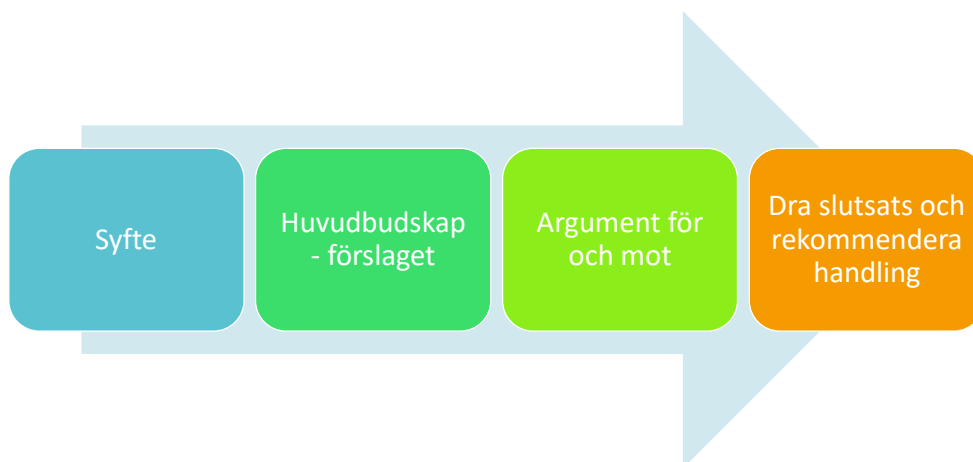 Syfte
Huvudbudskap
- förslaget
Argument för
och mot
Dra slutsats och
rekommendera
handling